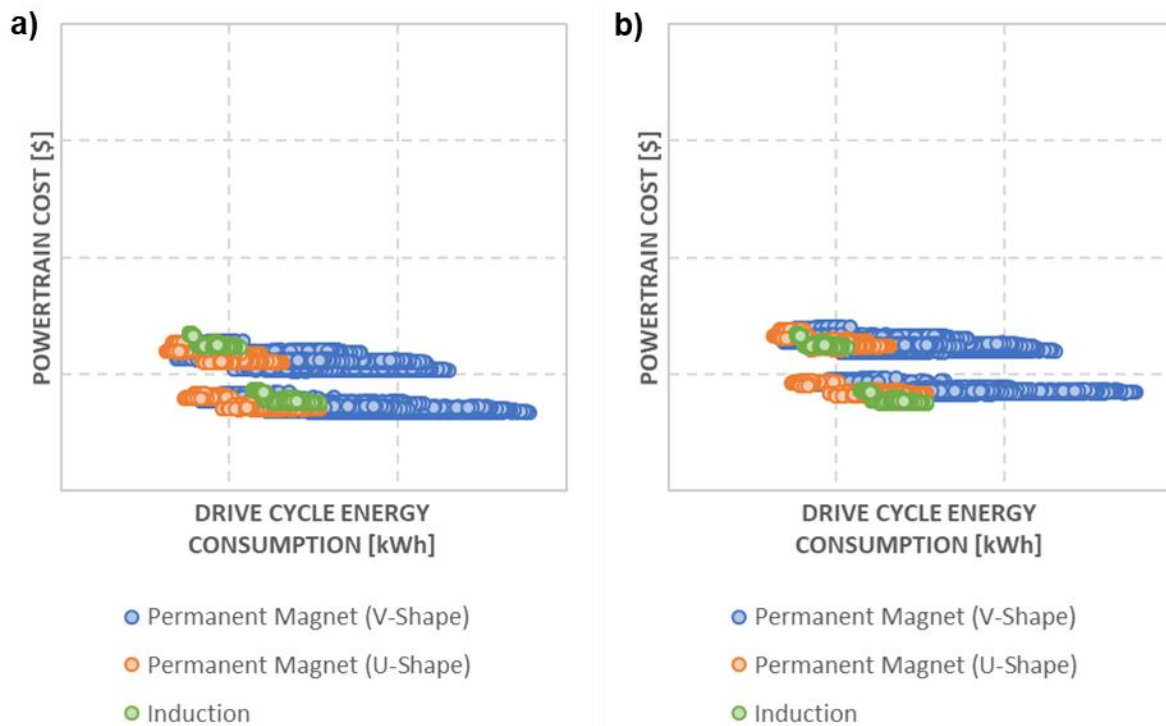 a)
POWERTRAIN COST [$]
DRIVE CYCLE ENERGY
CONSUMPTION [kWh]
Permanent Magnet (V-Shape)
Permanent Magnet (U-Shape)
Induction
b)
POWERTRAIN COST [$]
DRIVE CYCLE ENERGY
CONSUMPTION [kWh]
Permanent Magnet (V-Shape)
Permanent Magnet (U-Shape)
Induction